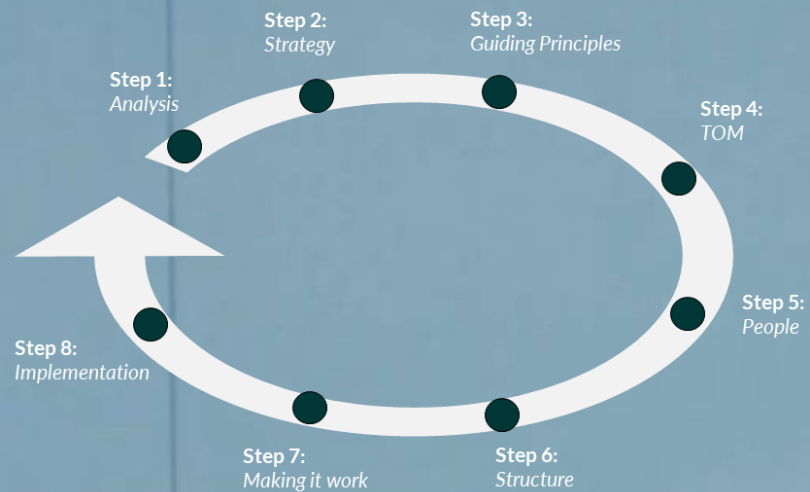 Step 1:
Analysis
Step 2:
Strategy
Step 3:
Guiding Principles
Step 4:
TOM
Step 5:
People
Step 6:
Structure
Step 7:
Making it work
Step 8:
Implementation